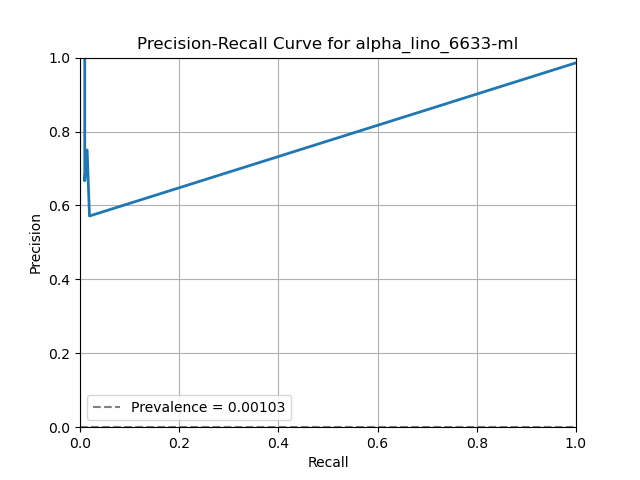 Precision-Recall Curve for alpha_lino_6633-ml
1.0
0.8
0.6
0.4
0.2
0.0
Precision
Prevalence = 0.00103
0.0 0.2 0.4 0.6 0.8 1.0
Recall